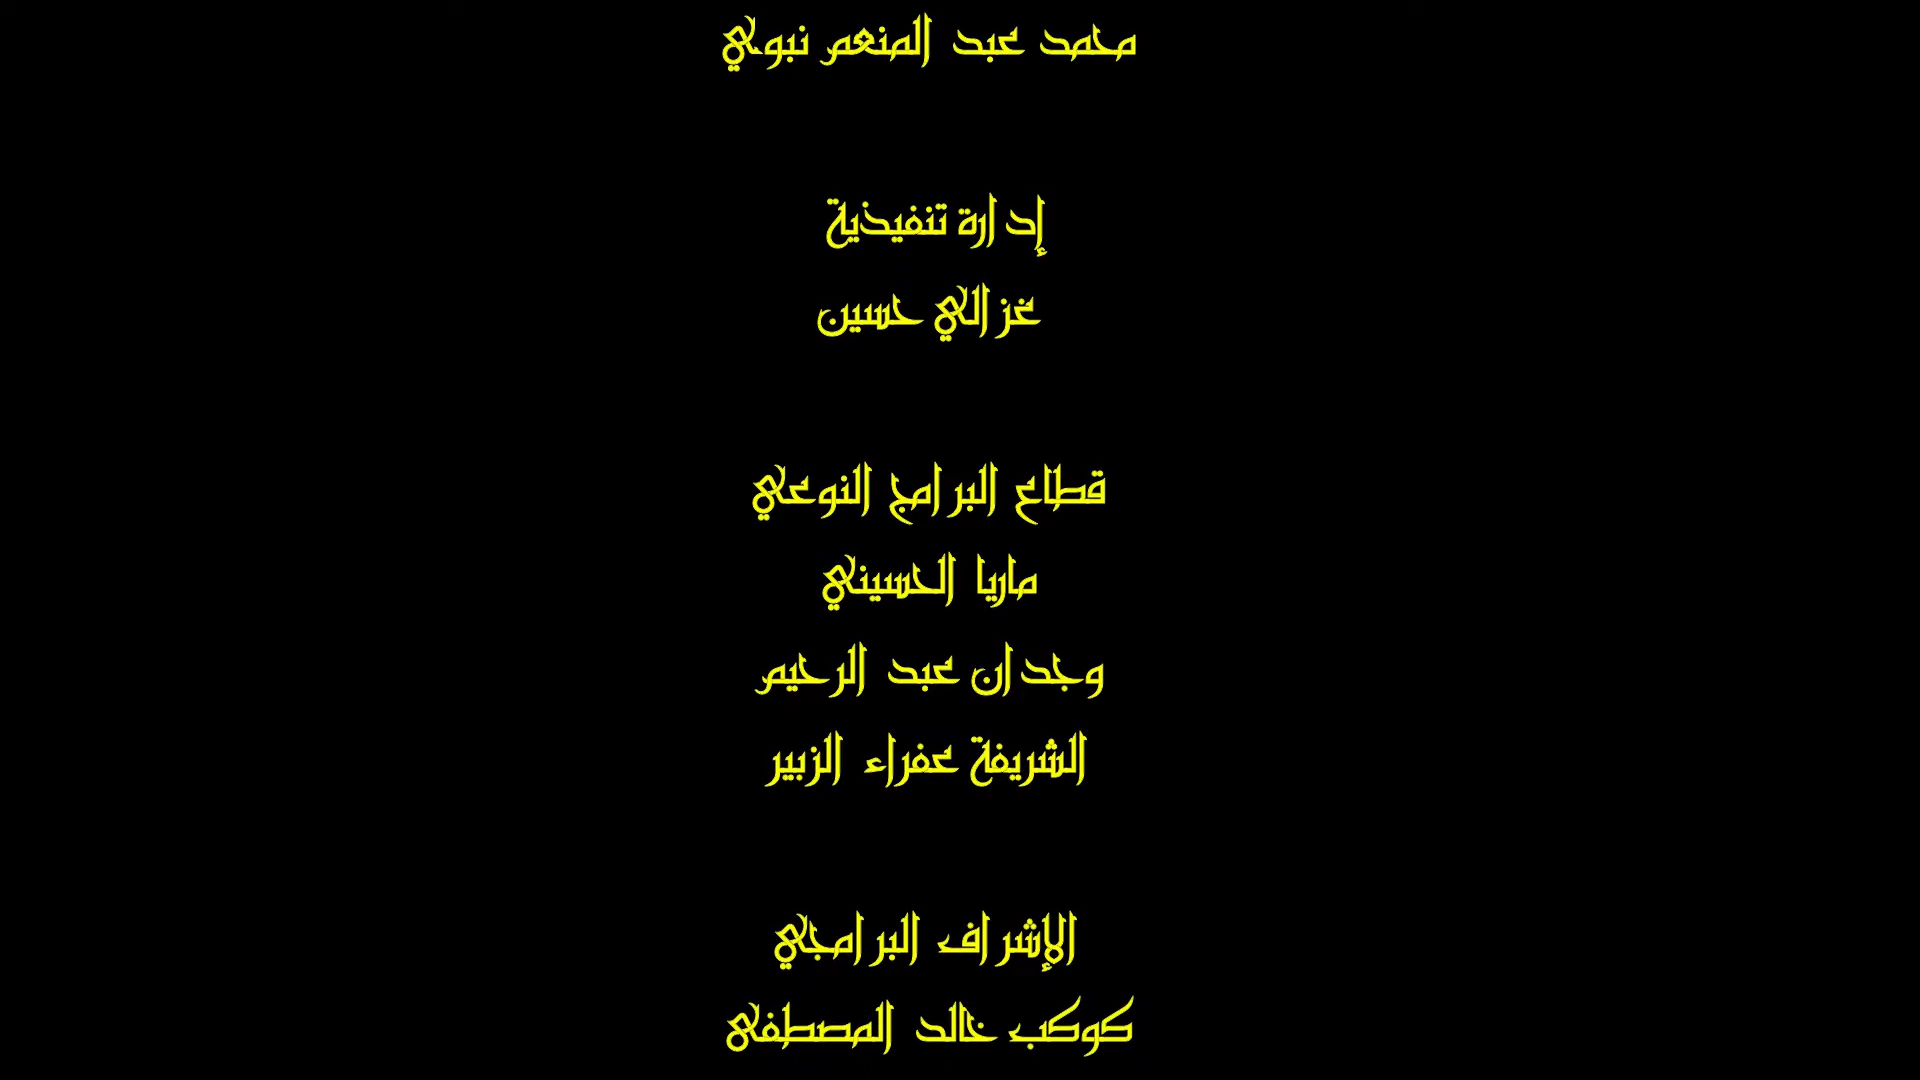 محمد عبد المنعم نبوي
إدارة تنفيذية
غزالي حسين
قطاع البرامج النوعي
ماريا الحسيني
وجدان عبد الرحيم
الشريفة عفراء الزبير
الإشراف البرامجي
كوكب خالد المصطفى